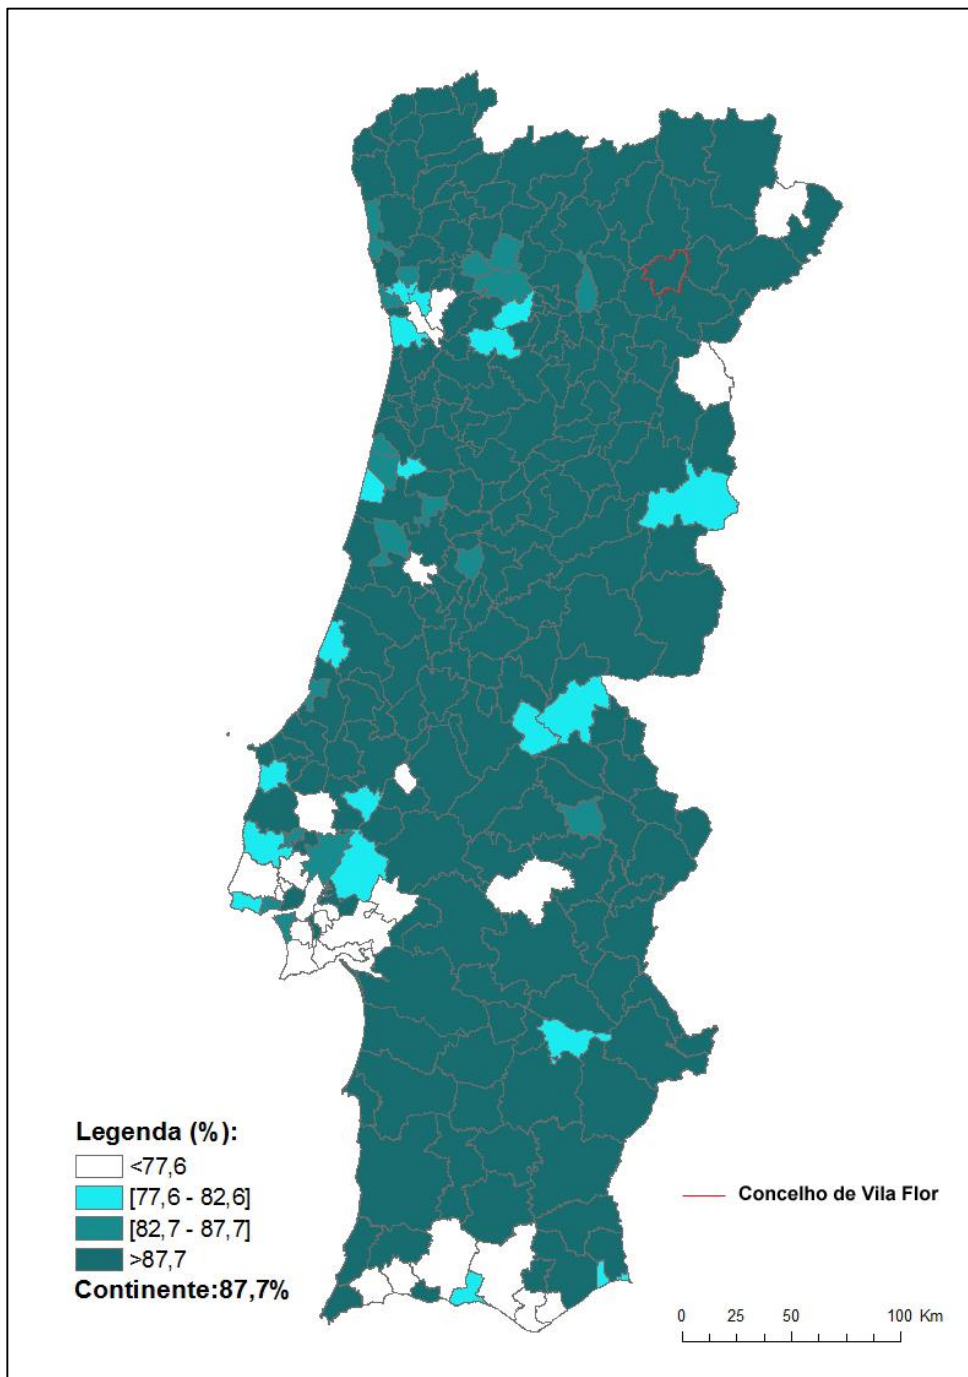 Legenda (%):
<77,6
[77,6 - 82,6]
[82,7 - 87,7]
>87,7
Continente:87,7%
Concelho de Vila Flor
0 25 50 100 Km